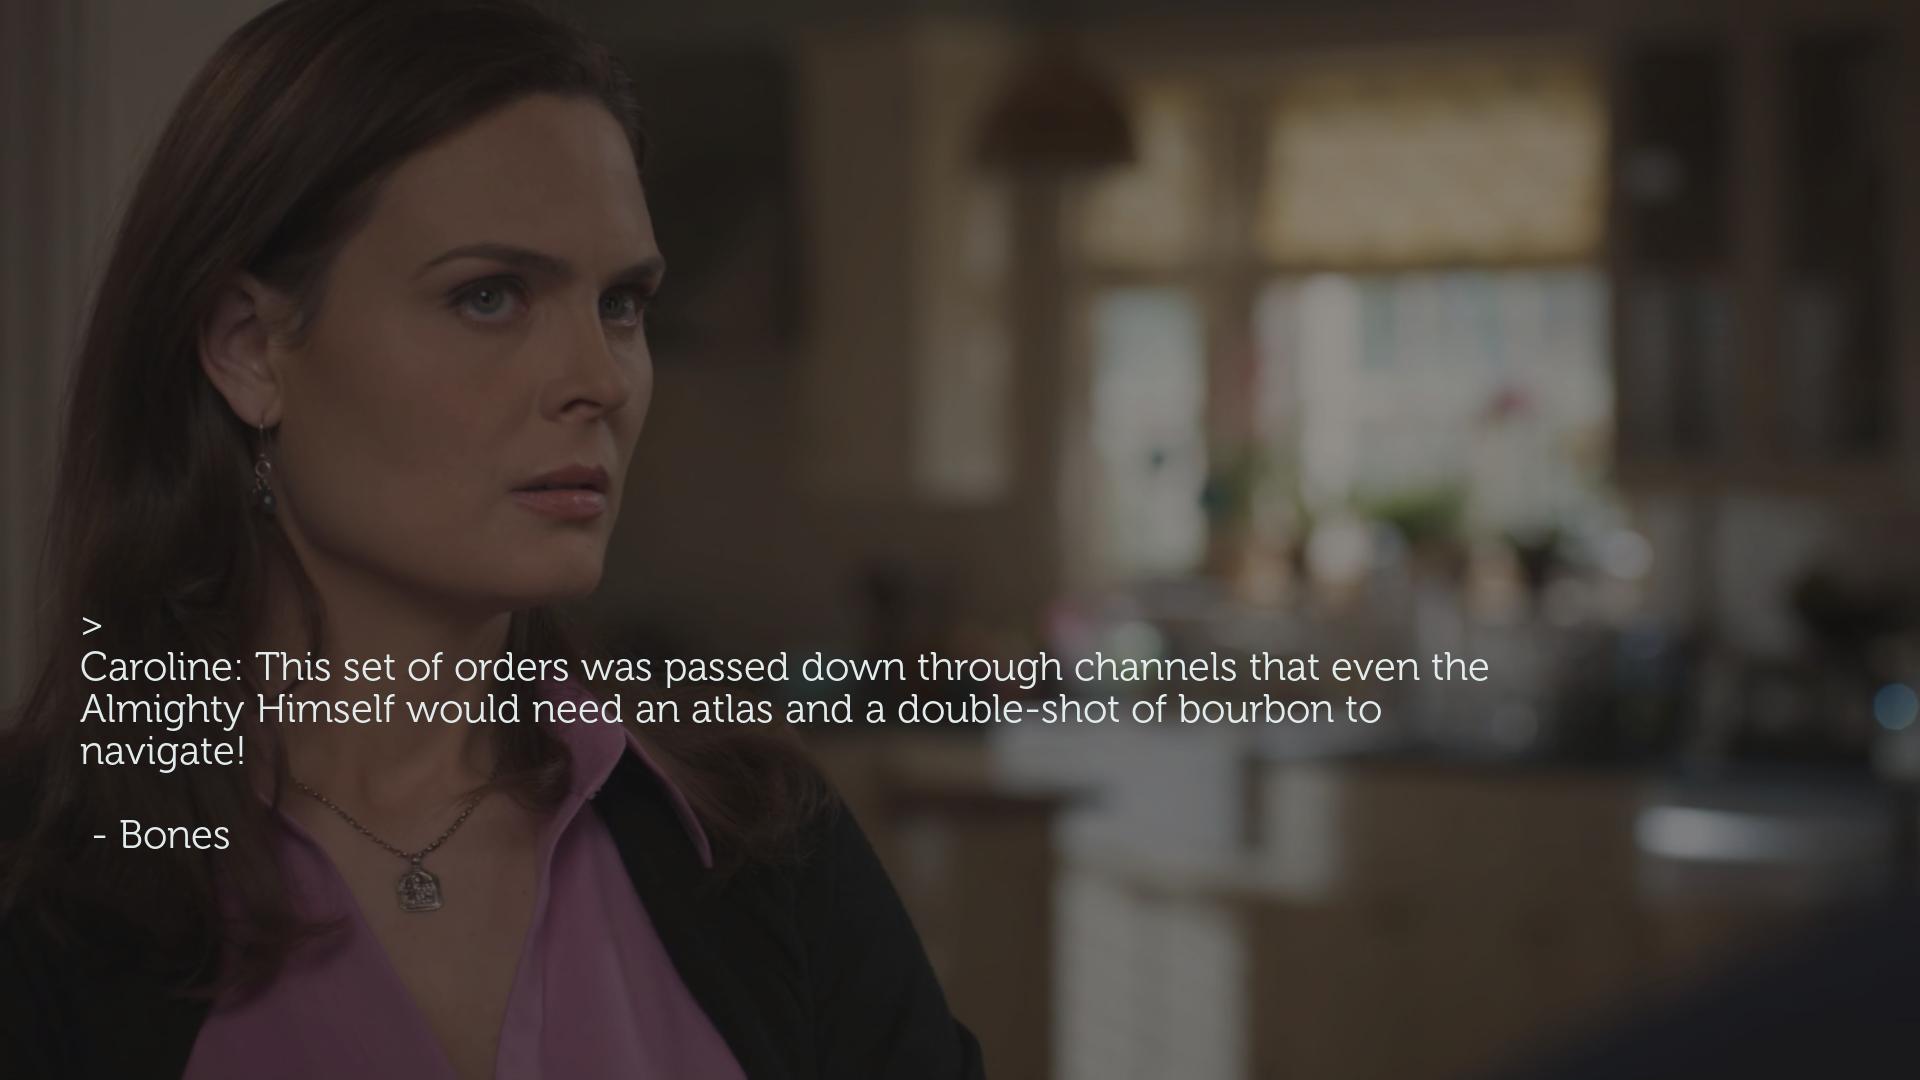 >
Caroline: This set of orders was passed down through channels that even the
Almighty Himself would need an atlas and a double-shot of bourbon to
navigate!
- Bones